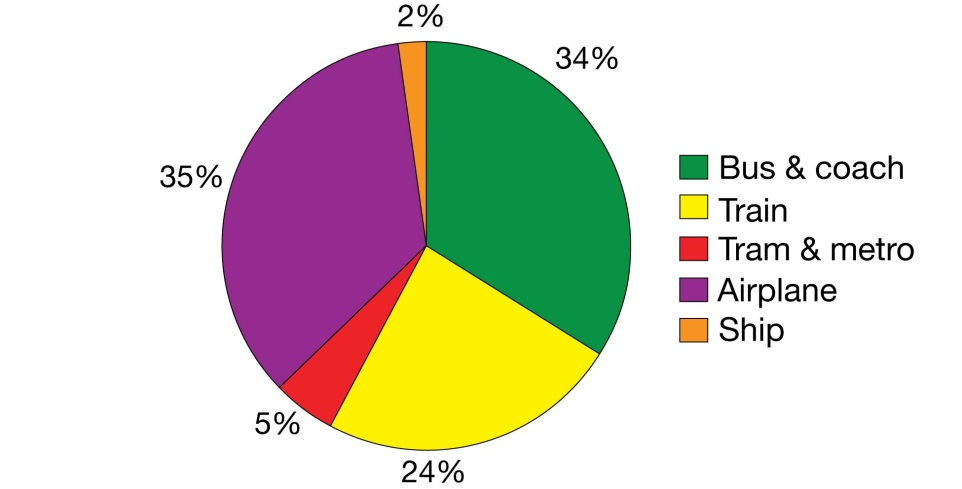 2%
34%
35%
5%
24%
Bus & coach
Train
Tram & metro
Airplane
Ship